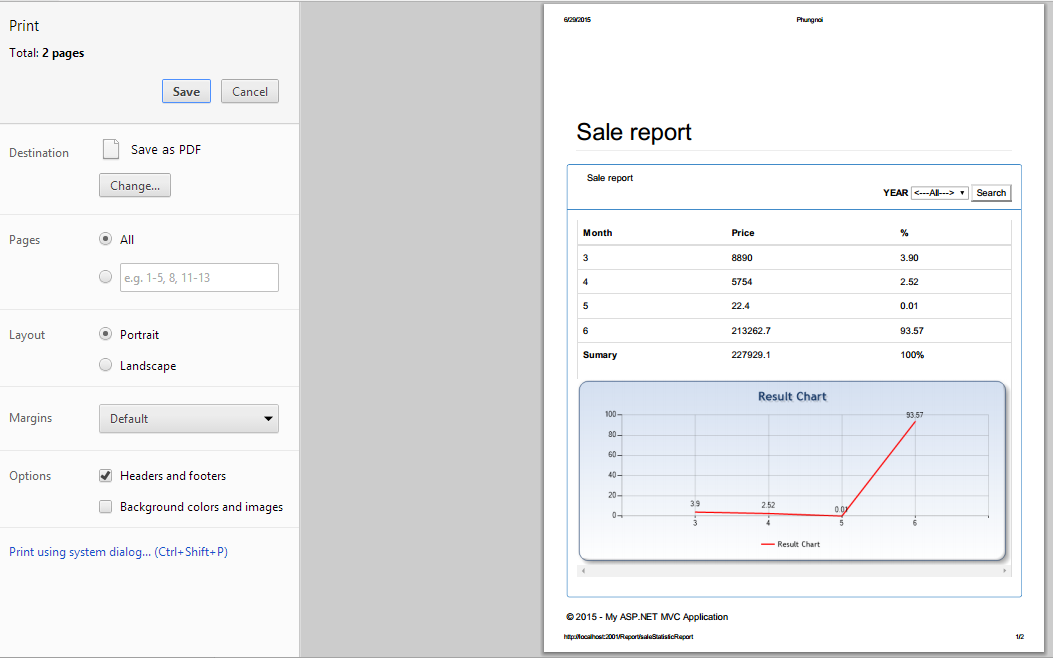 Print
Total: 2 pages
Save Cancel
Destination Save as PDF
Change...
Pages All
e.g. 1-5, 8, 11-13
Layout Portrait
Landscape
Margins Default
Options Headers and footers
Background colors and images
Print using system dialog... (Ctrl+Shift+P)
6/29/2015 Phungnoi
Sale report
Sale report
YEAR <---All---> Search
Month Price %
3 8890 3.90
4 5754 2.52
5 22.4 0.01
6 213262.7 93.57
Sumary 227929.1 100%
Result Chart
100
80
60
40
20
0
3.9 2.52 0.01 93.57
3 4 5 6
Result Chart
© 2015 - My ASP.NET MVC Application
http://localhost:2001/Report/saleStatisticReport 1/2